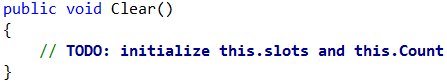 public void Clear()
{
// TODO: initialize this.slots and this.Count
}